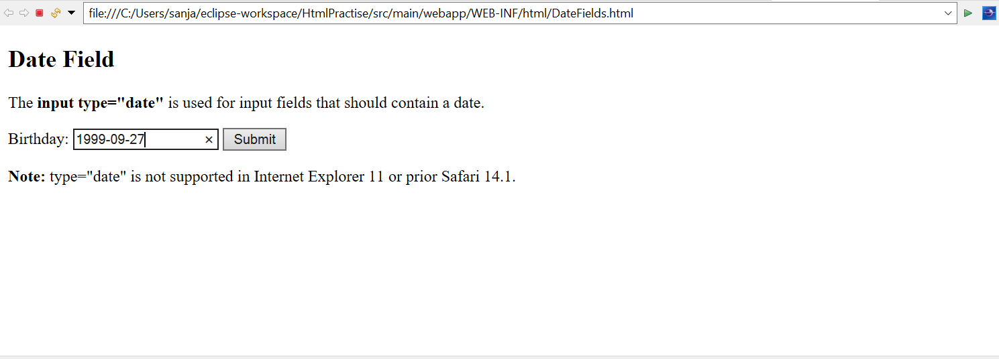 file:///C:/Users/sanja/eclipse-workspace/HtmlPractise/src/main/webapp/WEB-INF/html/DateFields.html
Date Field
The input type="date" is used for input fields that should contain a date.
Birthday: 1999-09-27 × Submit
Note: type="date" is not supported in Internet Explorer 11 or prior Safari 14.1.